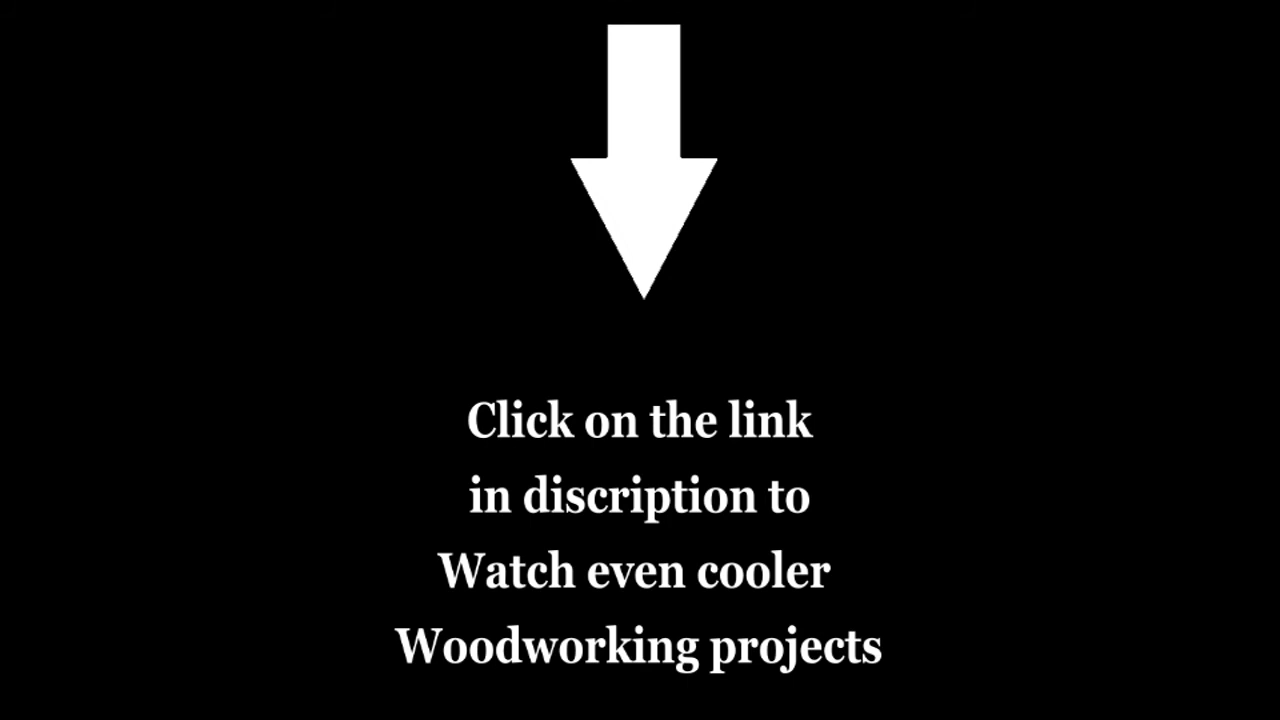 Click on the link
in discription to
Watch even cooler
Woodworking projects